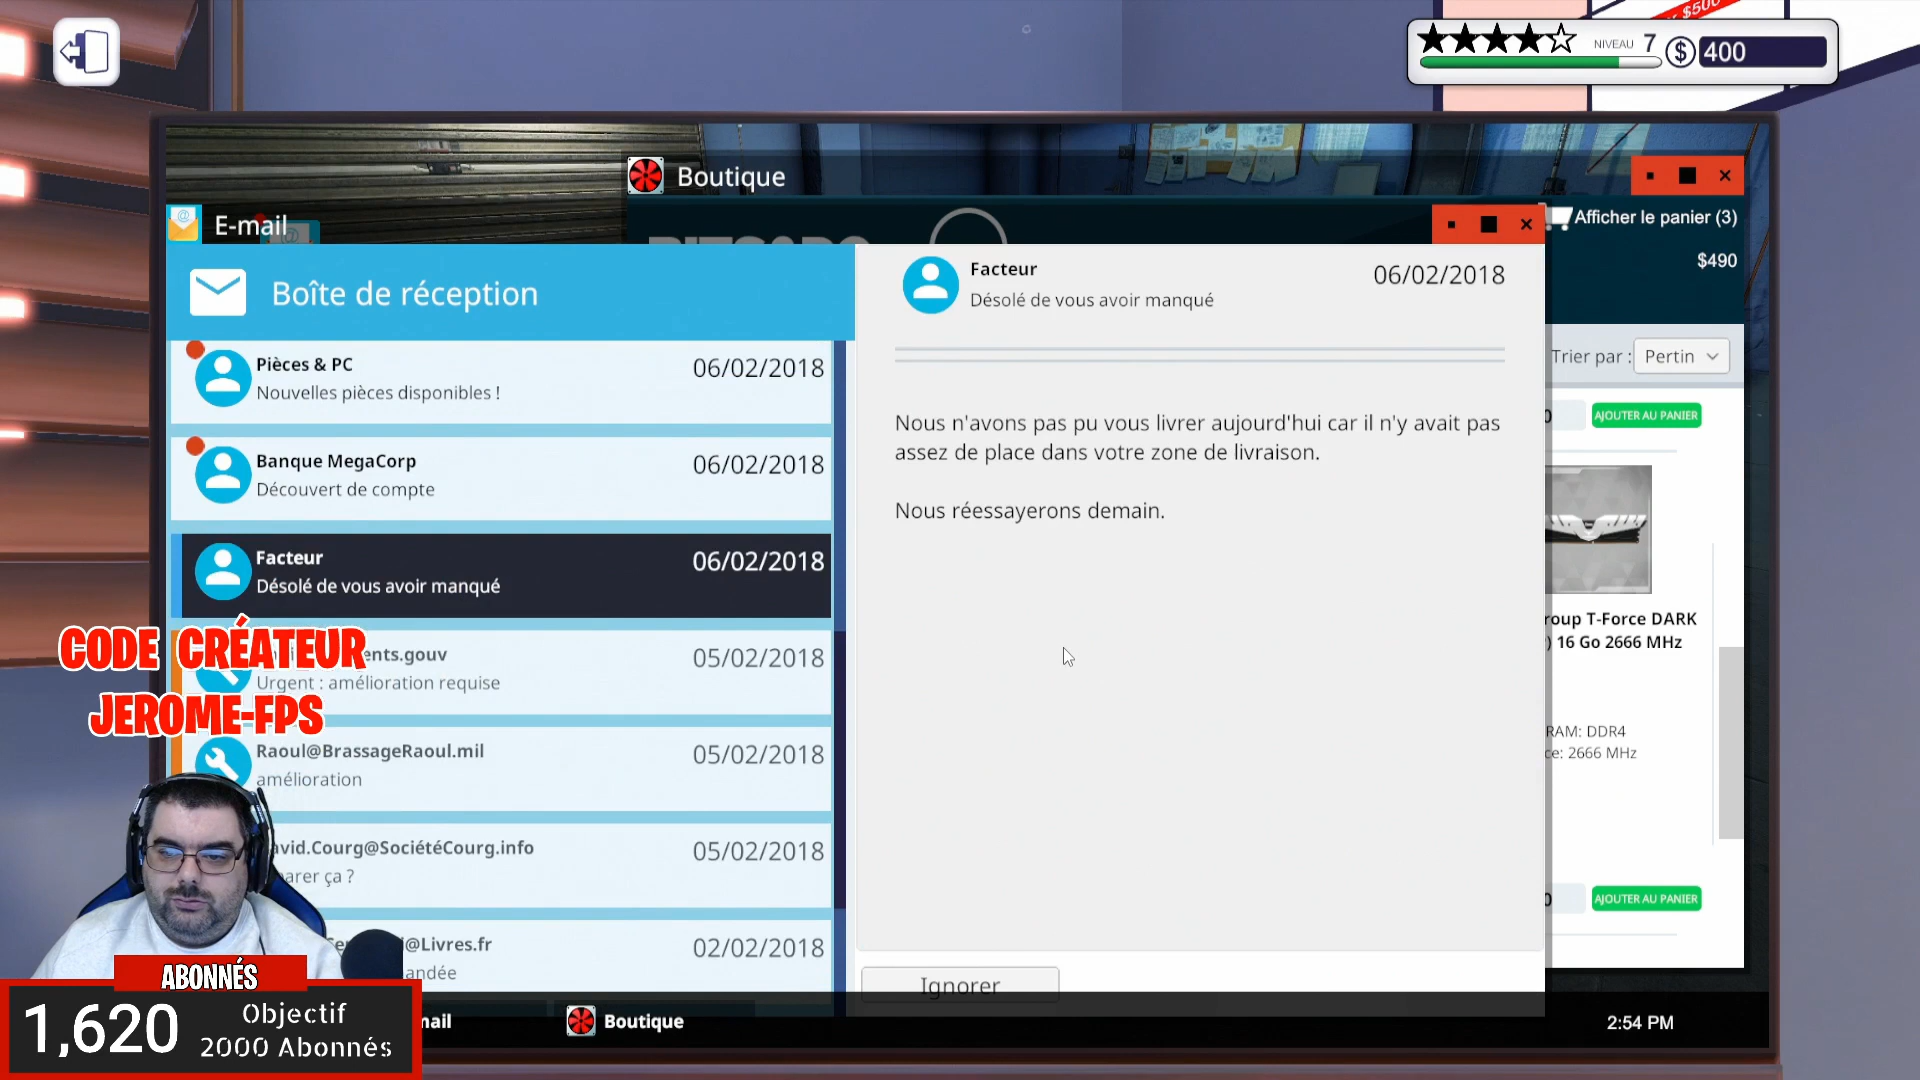 $500
NIVEAU 7
$ 400
Boutique
E-mail
Afficher le panier (3)
$490
Boîte de réception
Facteur
06/02/2018
Désolé de vous avoir manqué
Trier par :
Pertin
Pièces & PC
06/02/2018
Nouvelles pièces disponibles !
AJOUTER AU PANIER
Nous n'avons pas pu vous livrer aujourd'hui car il n'y avait pas
assez de place dans votre zone de livraison.
Nous réessayerons demain.
Banque MegaCorp
06/02/2018
Découvert de compte
Facteur
06/02/2018
Désolé de vous avoir manqué
roup T-Force DARK
) 16 Go 2666 MHz
RAM: DDR4
ce: 2666 MHz
CODE CRÉATEUR
JEROME-FPS
ents.gouv
05/02/2018
Urgent : amélioration requise
Raoul@BrassageRaoul.mil
05/02/2018
amélioration
avid.Courg@SociétéCourg.info
05/02/2018
parer ça ?
AJOUTER AU PANIER
@Livres.fr
02/02/2018
andée
Ignorer
ABONNÉS
1,620
Objectif
2000 Abonnés
mail
Boutique
2:54 PM